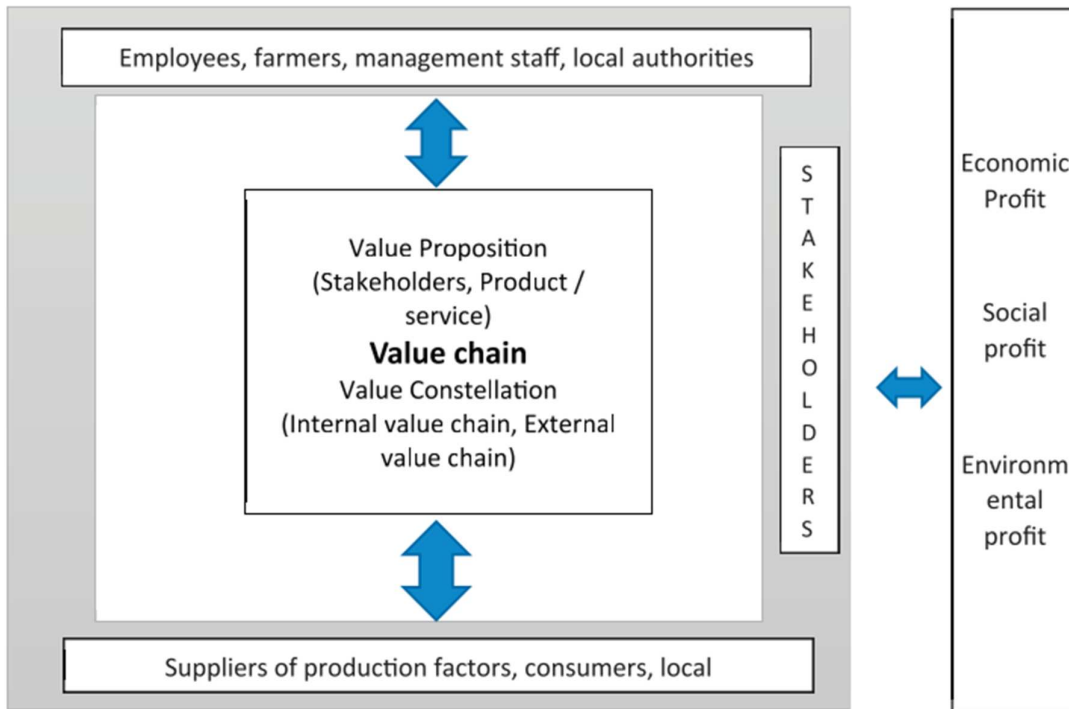 Employees, farmers, management staff, local authorities
Value Proposition
(Stakeholders, Product /
service)
Value chain
Value Constellation
(Internal value chain, External
value chain)
STAKEHOLDERS
Suppliers of production factors, consumers, local
Economic
Profit
Social
profit
Environm
ental
profit